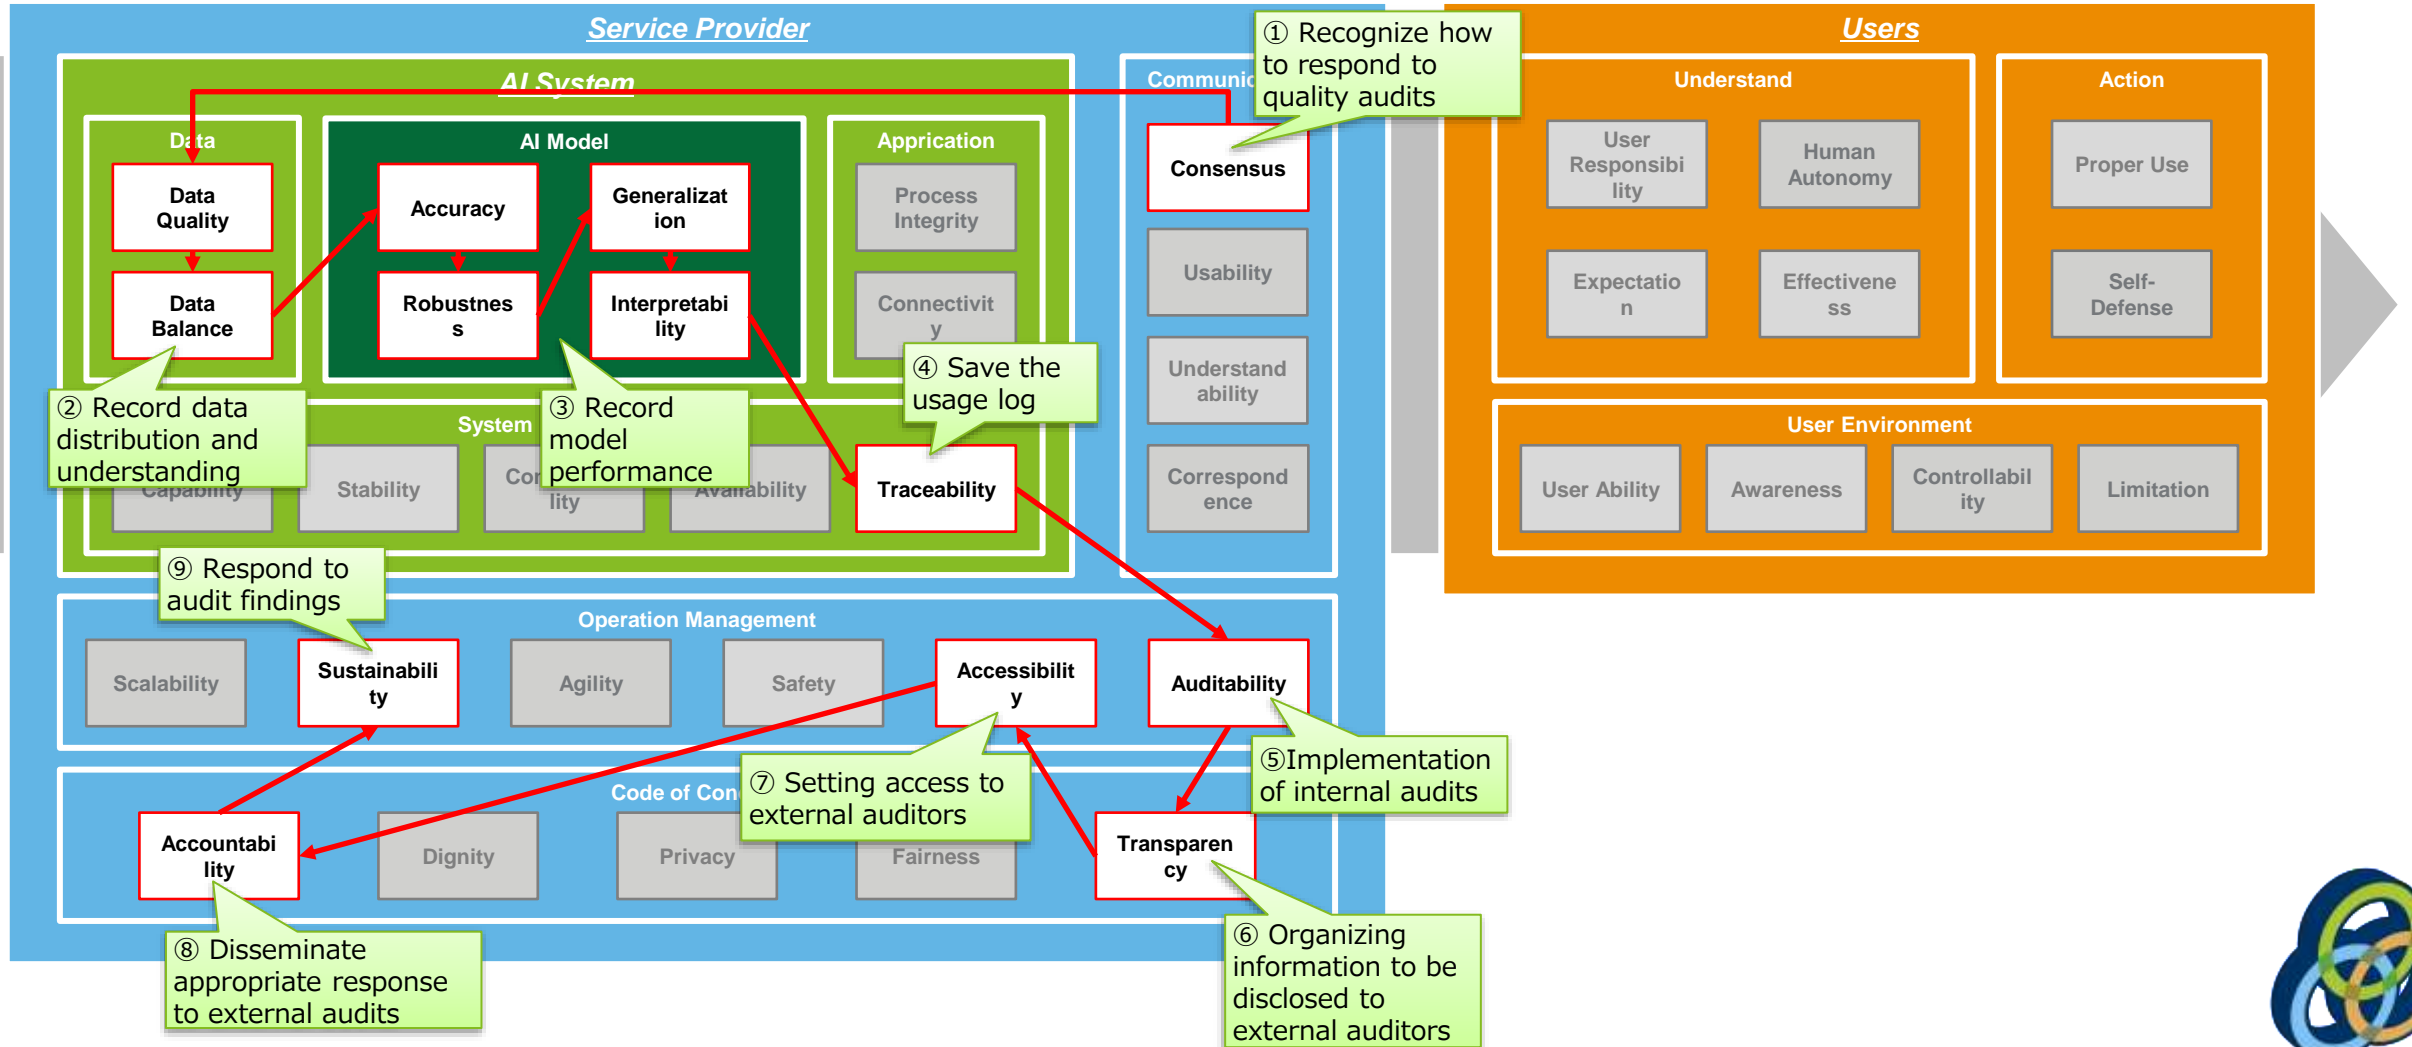 Service Provider
AI System
Data
Data
Quality
Data
Balance
② Record data
distribution and
understanding
AI Model
Accuracy
Generalizat
ion
Robustnes
s
Interpretabi
lity
③ Record
model
performance
Apprication
Process
Integrity
Connectivit
y
④ Save the
usage log
System
Capability
Stability
lity
Availability
Traceability
① Recognize how
to respond to
quality audits
Consensus
Usability
Understand
ability
Correspond
ence
⑨ Respond to
audit findings
Operation Management
Scalability
Sustainabili
ty
Agility
Safety
Accessibilit
y
Auditability
⑤Implementation
of internal audits
⑦ Setting access to
external auditors
Code of
Accountabi
lity
Dignity
Privacy
Fairness
Transparen
cy
⑧ Disseminate
appropriate response
to external audits
⑥ Organizing
information to be
disclosed to
external auditors
Users
Understand
User
Responsibi
lity
Human
Autonomy
Expectatio
n
Effectivene
ss
Action
Proper Use
Self-
Defense
User Environment
User Ability
Awareness
Controllabil
ity
Limitation